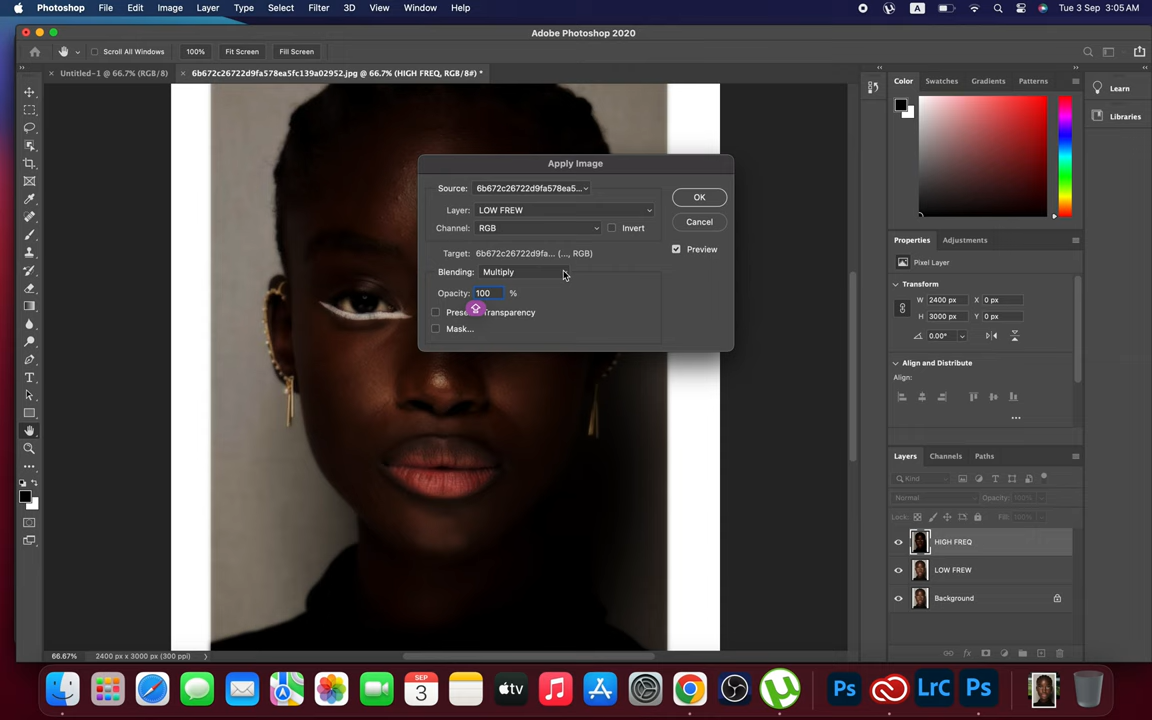 Photoshop File Edit Image Layer Type Select Filter 3D View Window Help A Tue 3 Sep 3:05 AM
Adobe Photoshop 2020
Scroll All Windows 100% Fit Screen Fill Screen
Untitled-1 @ 66.7% (RGB/8) 6b672c26722d9fa578ea5fc139a02952.jpg @ 66.7% (HIGH FREQ, RGB/8#) *
Color Swatches Gradients Patterns
Learn
Libraries
Apply Image
Source: 6b672c26722d9fa578ea5...
OK
Layer: LOW FREW
Cancel
Channel: RGB Invert
Preview
Target: 6b672c26722d9fa... (..., RGB)
Blending: Multiply
Opacity: 100 %
Transparency
Mask...
Properties Adjustments
Pixel Layer
Transform
W 2400 px X 0 px
H 3000 px Y 0 px
0.00°
Align and Distribute
Align:
Layers Channels Paths
Kind
Normal Opacity: 100%
Lock: Fill: 100%
HIGH FREQ
LOW FREW
Background
66.67% 2400 px x 3000 px (300 ppi)
SEP
3
tv
Ps LrC Ps